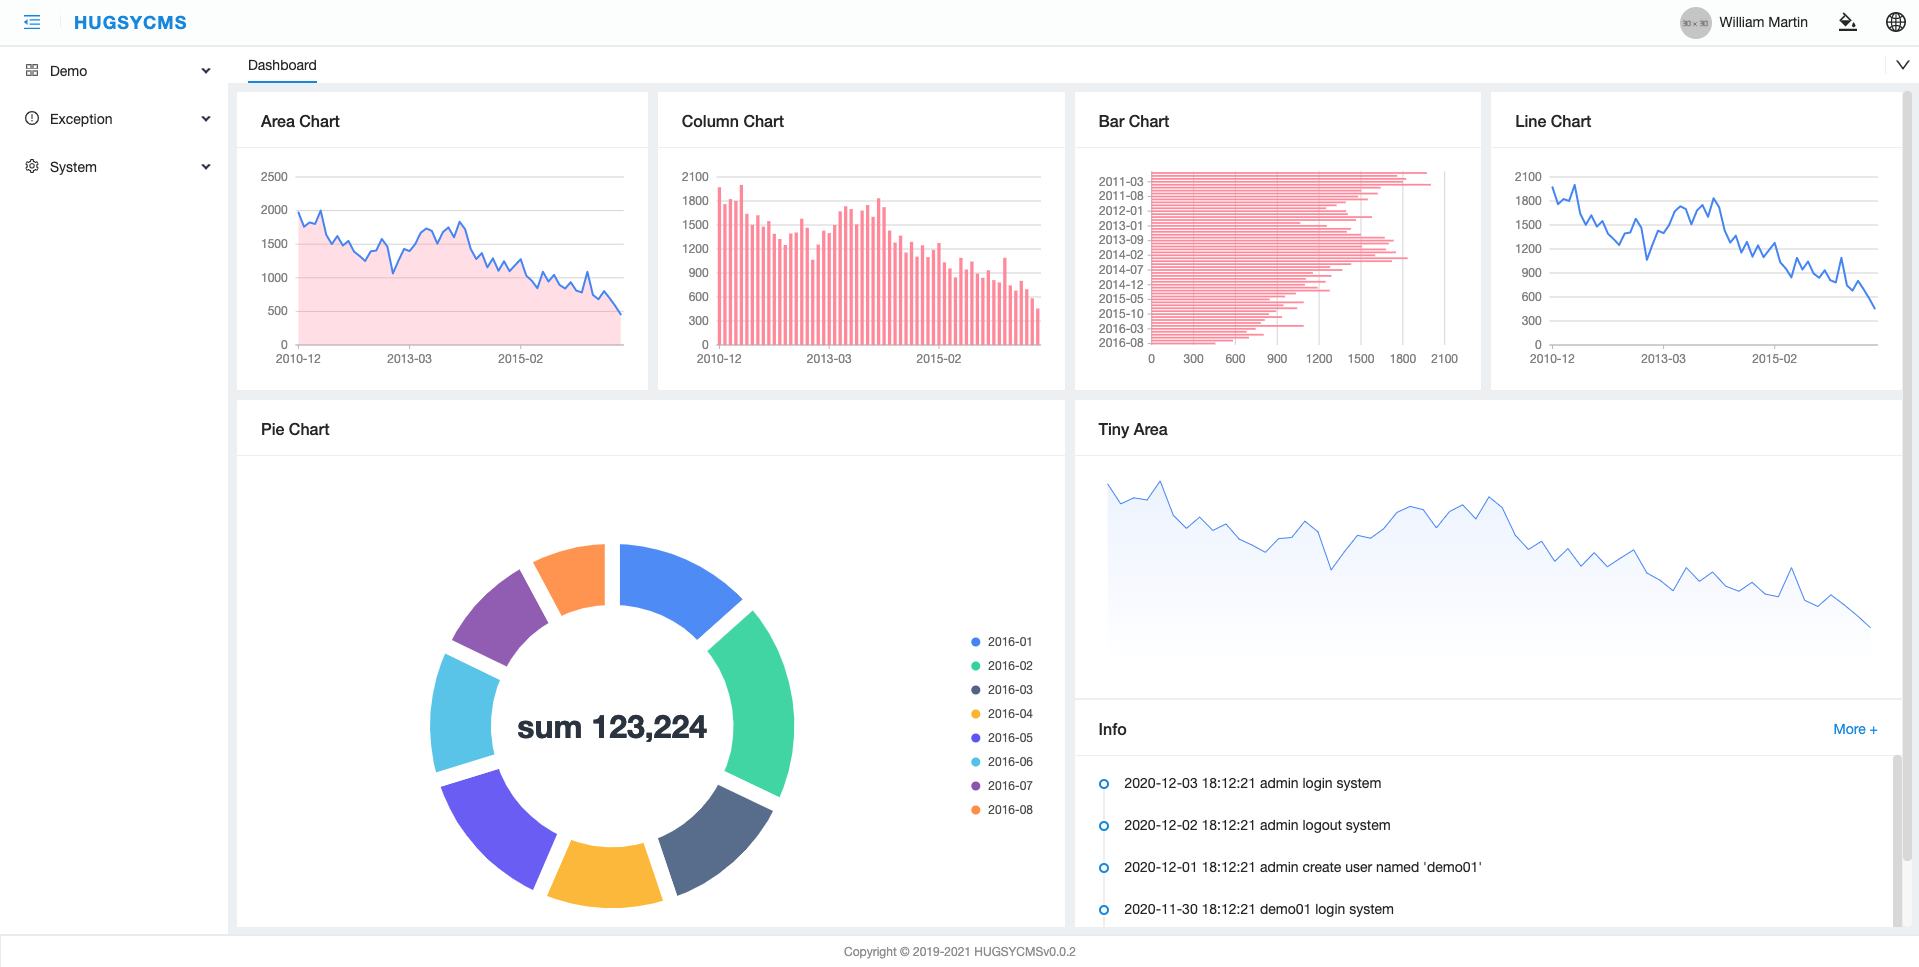 HUGSYCMS
30 × 30
William Martin
Demo
Exception
System
Dashboard
Area Chart
2500
2000
1500
1000
500
0
2010-12
2013-03
2015-02
Column Chart
2100
1800
1500
1200
900
600
300
0
2010-12
2013-03
2015-02
Bar Chart
2011-03
2011-08
2012-01
2013-01
2013-09
2014-02
2014-07
2014-12
2015-05
2015-10
2016-03
2016-08
0 300 600 900 1200 1500 1800 2100
Line Chart
2100
1800
1500
1200
900
600
300
0
2010-12
2013-03
2015-02
Pie Chart
sum 123,224
2016-01
2016-02
2016-03
2016-04
2016-05
2016-06
2016-07
2016-08
Tiny Area
Info
More +
2020-12-03 18:12:21 admin login system
2020-12-02 18:12:21 admin logout system
2020-12-01 18:12:21 admin create user named 'demo01'
2020-11-30 18:12:21 demo01 login system
Copyright © 2019-2021 HUGSYCMSv0.0.2